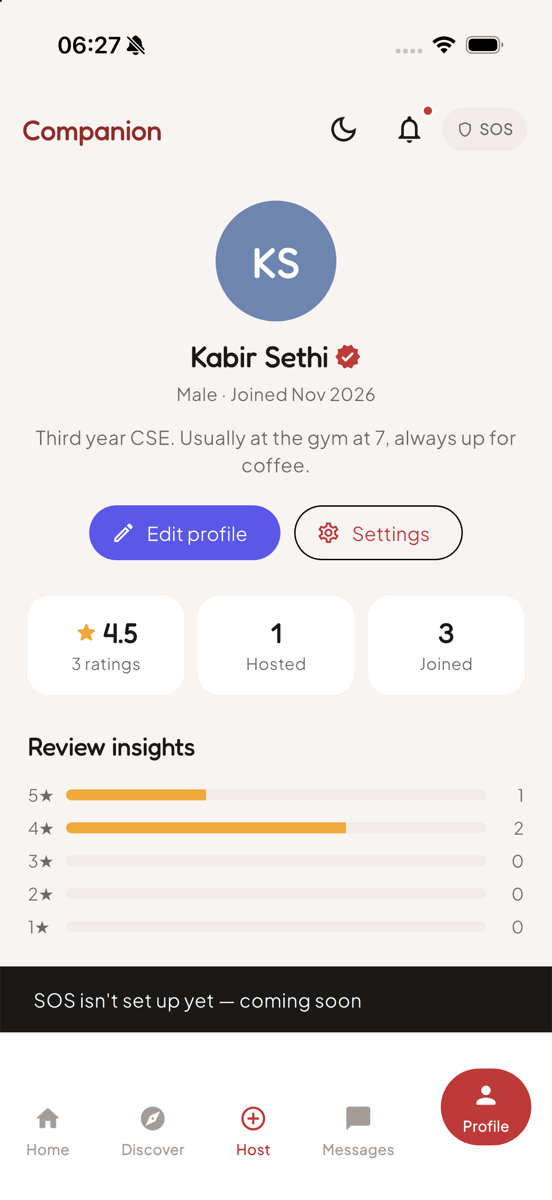 06:27
Companion
SOS
KS
Kabir Sethi
Male · Joined Nov 2026
Third year CSE. Usually at the gym at 7, always up for
coffee.
Edit profile
Settings
4.5
3 ratings
1
Hosted
3
Joined
Review insights
5★ 1
4★ 2
3★ 0
2★ 0
1★ 0
SOS isn't set up yet — coming soon
Home
Discover
Host
Messages
Profile